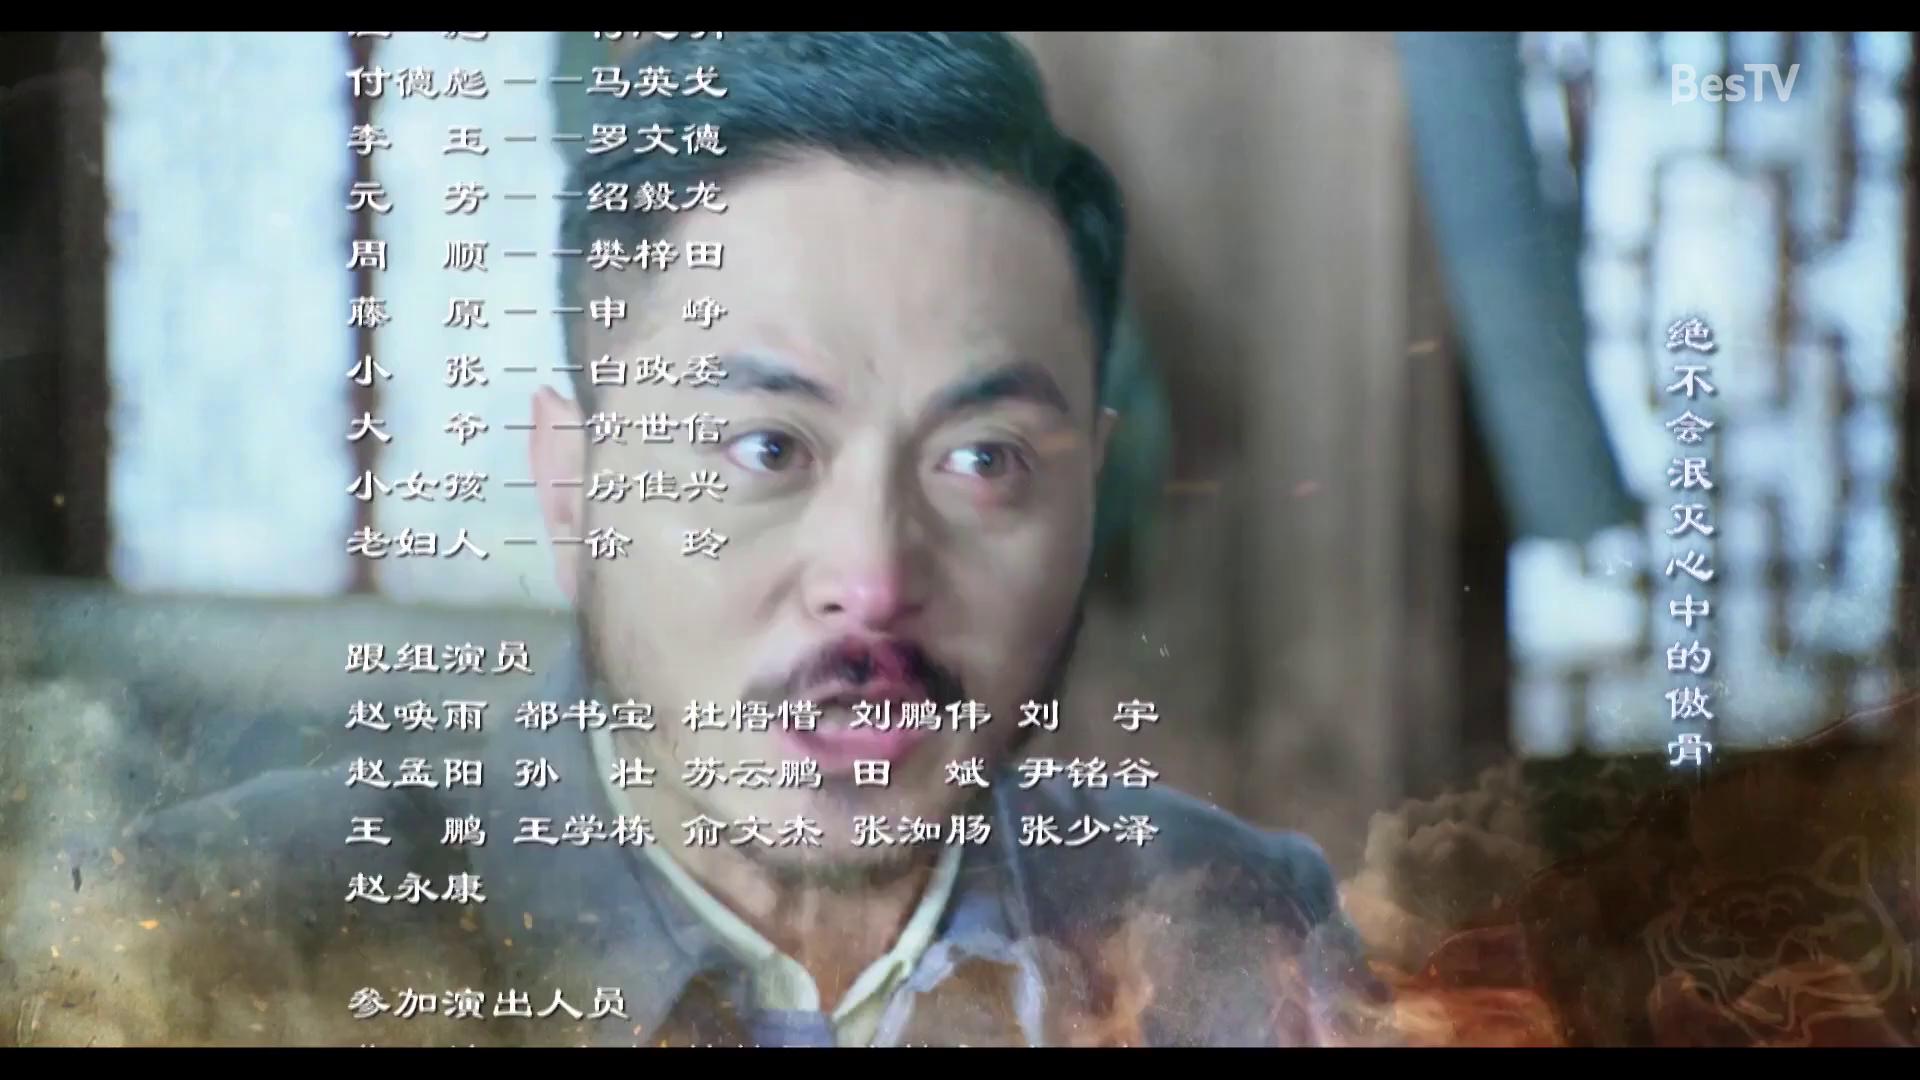 BesTV
付德彪——马英戈
李　玉——罗文德
元　芳——绍毅龙
周　顺——樊梓田
藤　原——申　峥
小　张——白政委
大　爷——黄世信
小女孩——房佳兴
老妇人——徐　玲
跟组演员
赵唤雨 都书宝 杜悟惜 刘鹏伟 刘　宇
赵孟阳 孙　壮 苏云鹏 田　斌 尹铭谷
王　鹏 王学栋 俞文杰 张洳肠 张少泽
赵永康
参加演出人员
绝不会泯灭心中的傲骨